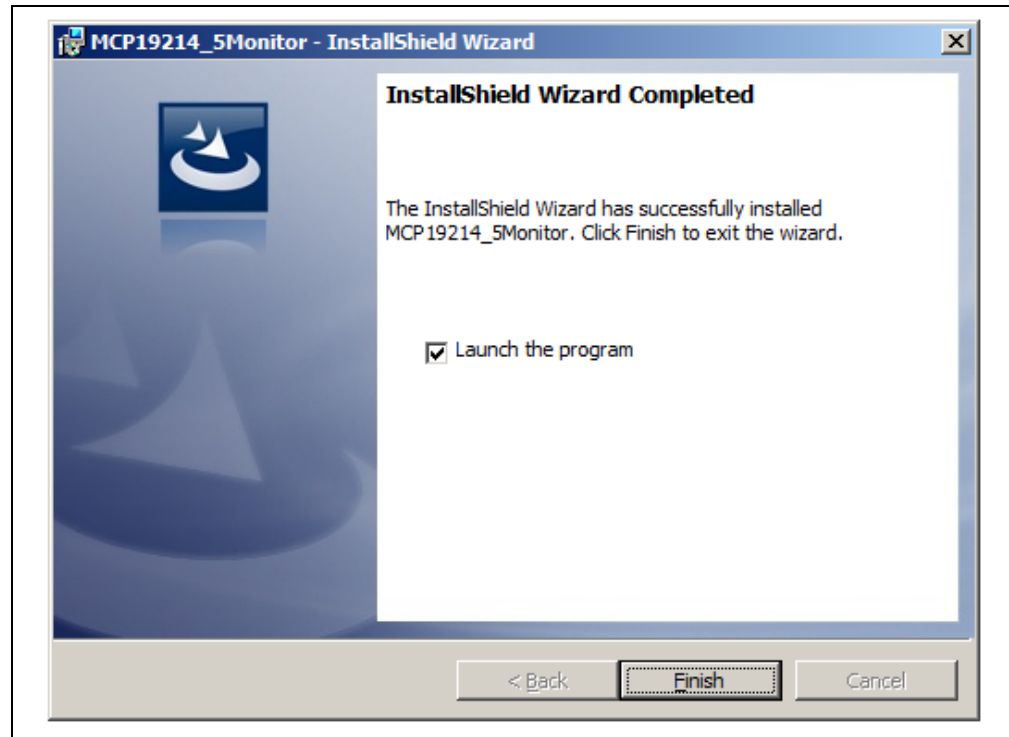 MCP19214_5Monitor - InstallShield Wizard
InstallShield Wizard Completed
The InstallShield Wizard has successfully installed
MCP19214_5Monitor. Click Finish to exit the wizard.
Launch the program
< Back
Finish
Cancel